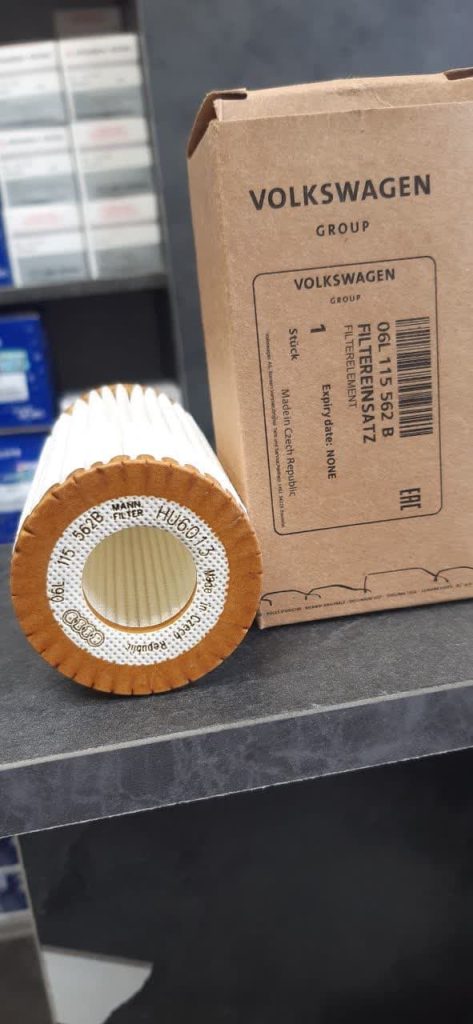 VOLKSWAGEN
GROUP
VOLKSWAGEN
GROUP
06L 115 562 B
FILTEREINSATZ
FILTERELEMENT
1
Stück
Expiry date: NONE
Made in Czech Republic
EAC
MANN
FILTER
HU6013
06L 115 562B
Made in Czech Republic